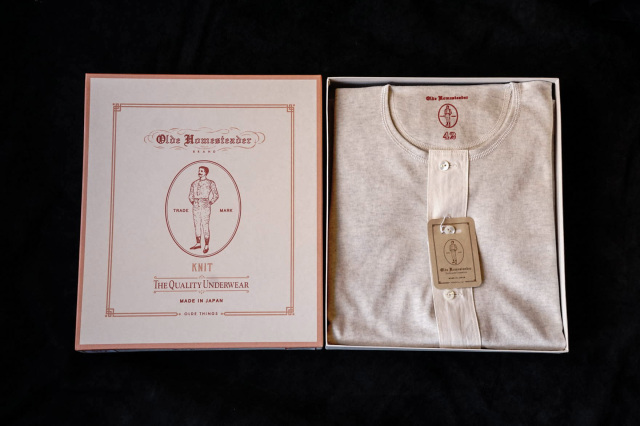 Olde Homesteader
BRAND
TRADE MARK
KNIT
THE QUALITY UNDERWEAR
MADE IN JAPAN
OLDE THINGS
Olde Homesteader
42
Olde Homesteader